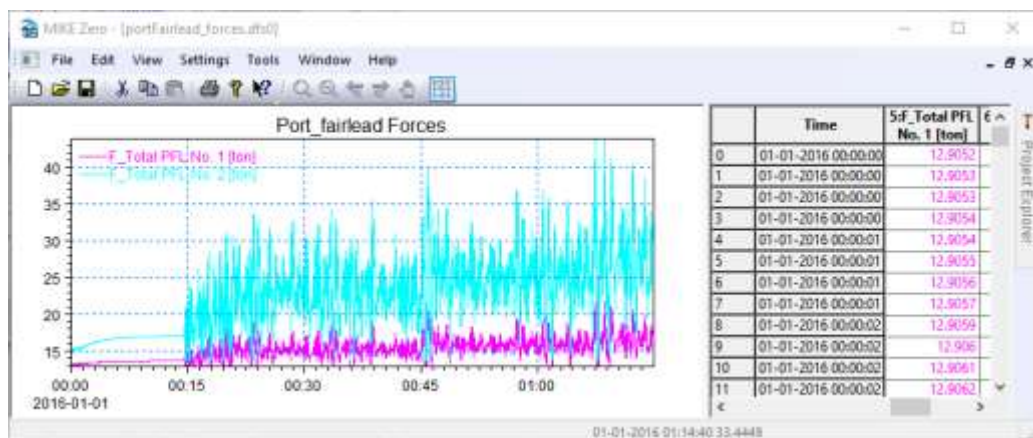 MIKE Zero - [portFairlead_forces.dfs0]
File Edit View Settings Tools Window Help
Port_fairlead Forces
F_Total PFL No. 1 [ton]
F_Total PFL No. 2 [ton]
40
35
30
25
20
15
00:00 00:15 00:30 00:45 01:00
2016-01-01
Time 5:F_Total PFL No. 1 [ton] 6
0 01-01-2016 00:00:00 12.9052
1 01-01-2016 00:00:00 12.9053
2 01-01-2016 00:00:00 12.9053
3 01-01-2016 00:00:00 12.9054
4 01-01-2016 00:00:01 12.9054
5 01-01-2016 00:00:01 12.9055
6 01-01-2016 00:00:01 12.9056
7 01-01-2016 00:00:01 12.9057
8 01-01-2016 00:00:02 12.9059
9 01-01-2016 00:00:02 12.906
10 01-01-2016 00:00:02 12.9061
11 01-01-2016 00:00:02 12.9062
Project Explorer
01-01-2016 01:14:40 33.4448